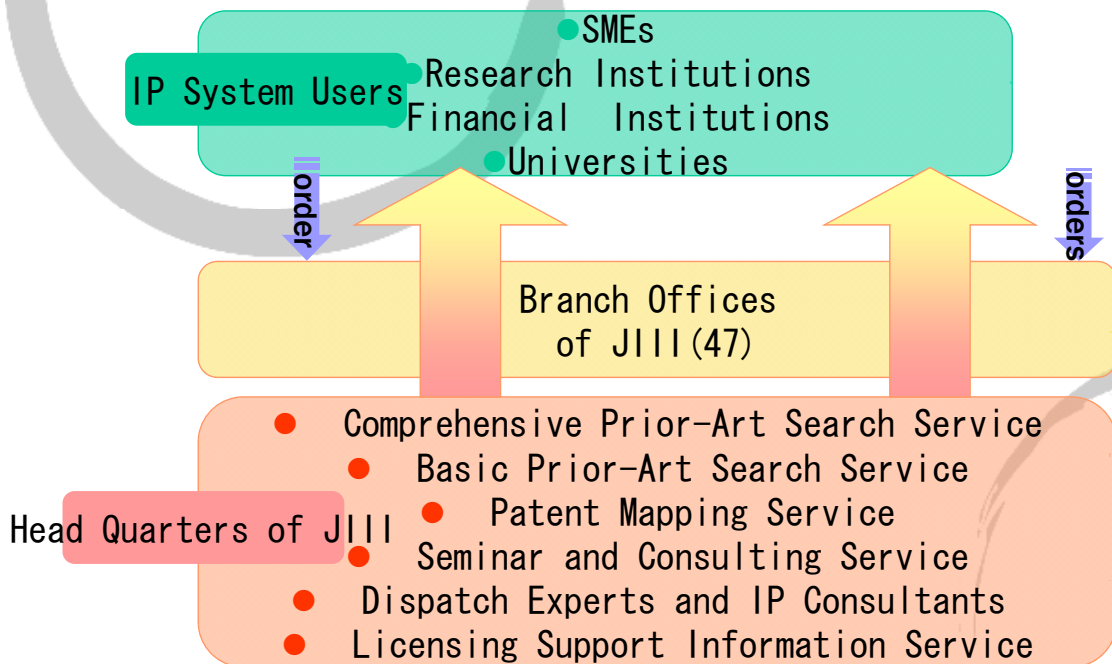 ●SMEs
IP System Users
●Research Institutions
●Financial Institutions
●Universities
order
orders
Branch Offices
of JIII(47)
● Comprehensive Prior-Art Search Service
● Basic Prior-Art Search Service
● Patent Mapping Service
Head Quarters of JIII
● Seminar and Consulting Service
● Dispatch Experts and IP Consultants
● Licensing Support Information Service